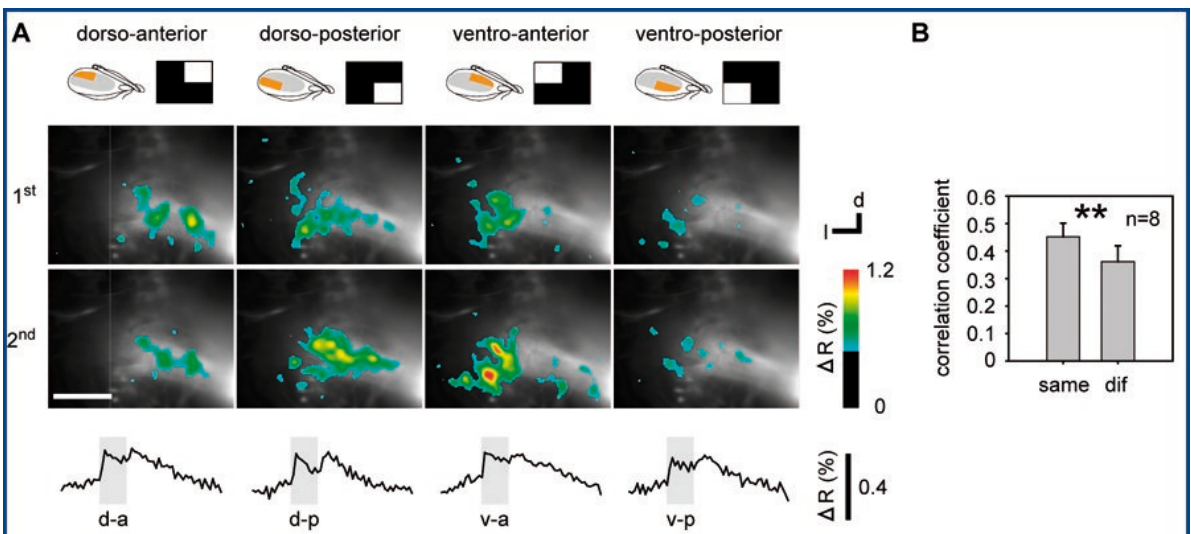 A
dorso-anterior
dorso-posterior
ventro-anterior
ventro-posterior
B
1st
2nd
d
l
1.2
ΔR (%)
0
d-a
d-p
v-a
v-p
ΔR (%)
0.4
correlation coefficient
0.6
0.5
0.4
0.3
0.2
0.1
0
**
n=8
same
dif